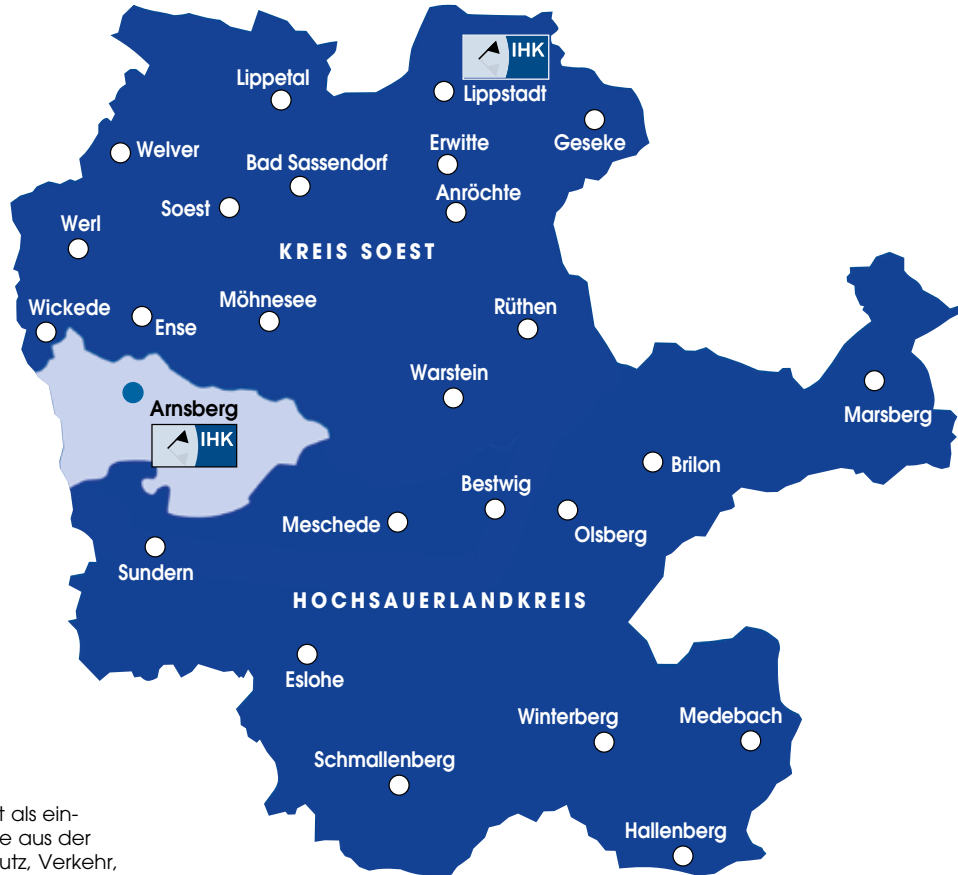 IHK
Lippetal
Lippstadt
Geseke
Erwitte
Welver
Bad Sassendorf
Anröchte
Soest
Werl
KREIS SOEST
Möhnesee
Wickede
Rüthen
Ense
Warstein
Arnsberg
Marsberg
IHK
Brilon
Bestwig
Meschede
Olsberg
Sundern
HOCHSAUERLANDKREIS
Eslohe
Winterberg
Medebach
Schmallenberg
t als ein-
e aus der
utz, Verkehr,
Hallenberg